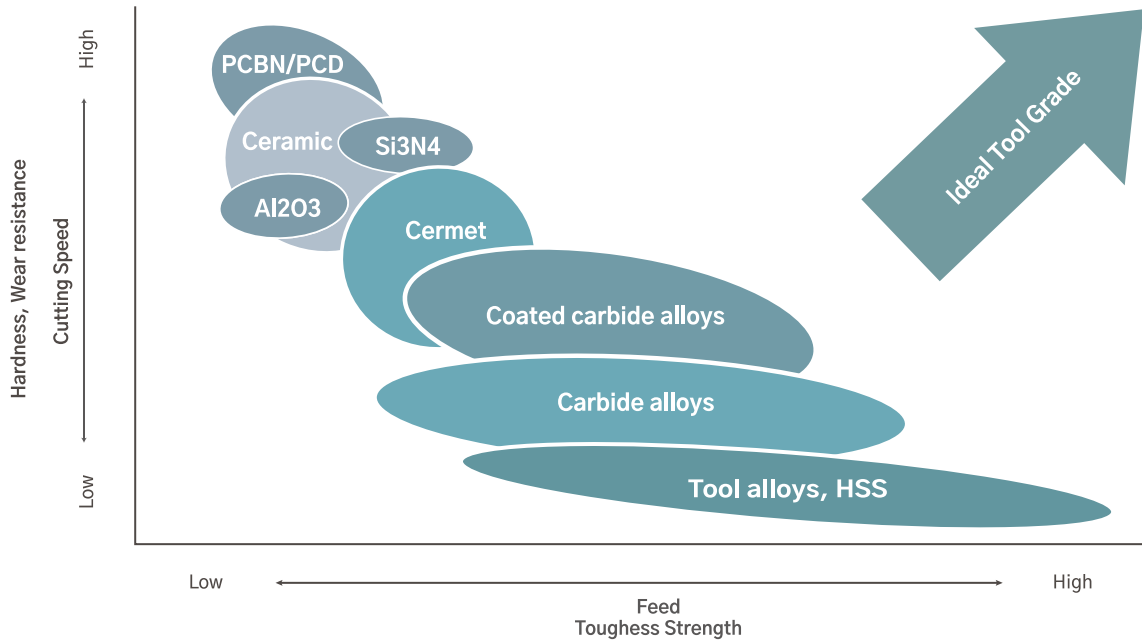 High
Hardness, Wear resistance
Cutting Speed
Low
PCBN/PCD
Ceramic
Si3N4
Al2O3
Cermet
Coated carbide alloys
Carbide alloys
Tool alloys, HSS
Ideal Tool Grade
Low
High
Feed
Toughess Strength